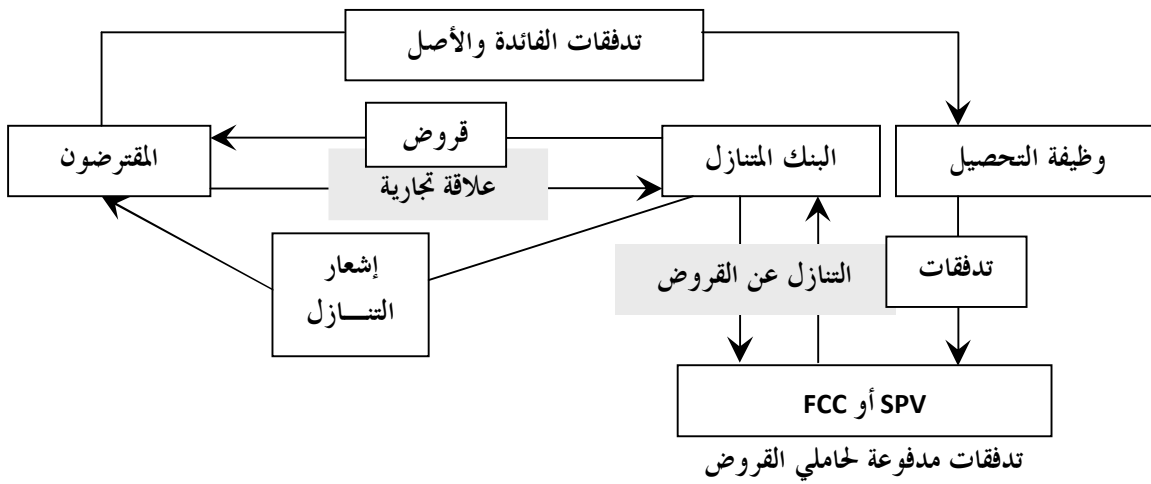 تدفقات الفائدة والأصل
المقترضون
قروض
علاقة تجارية
البنك المتنازل
وظيفة التحصيل
إشعار
التنــــازل
التنازل عن القروض
تدفقات
SPV أو FCC
تدفقات مدفوعة لحاملي القروض